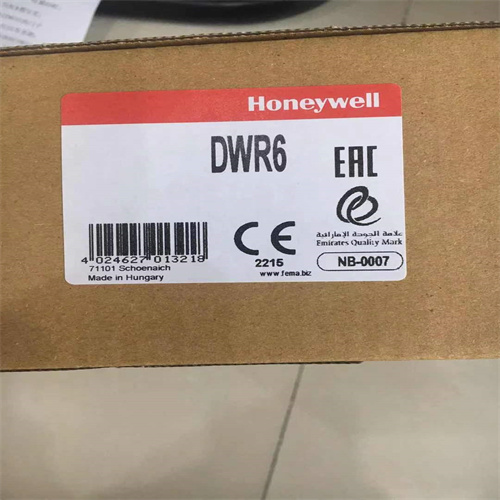 Honeywell
DWR6
EAC
علامة الجودة الإماراتية
Emirates Quality Mark
4 024627 013218
71101 Schoenaich
Made in Hungary
CE
2215
www.fema.biz
NB-0007